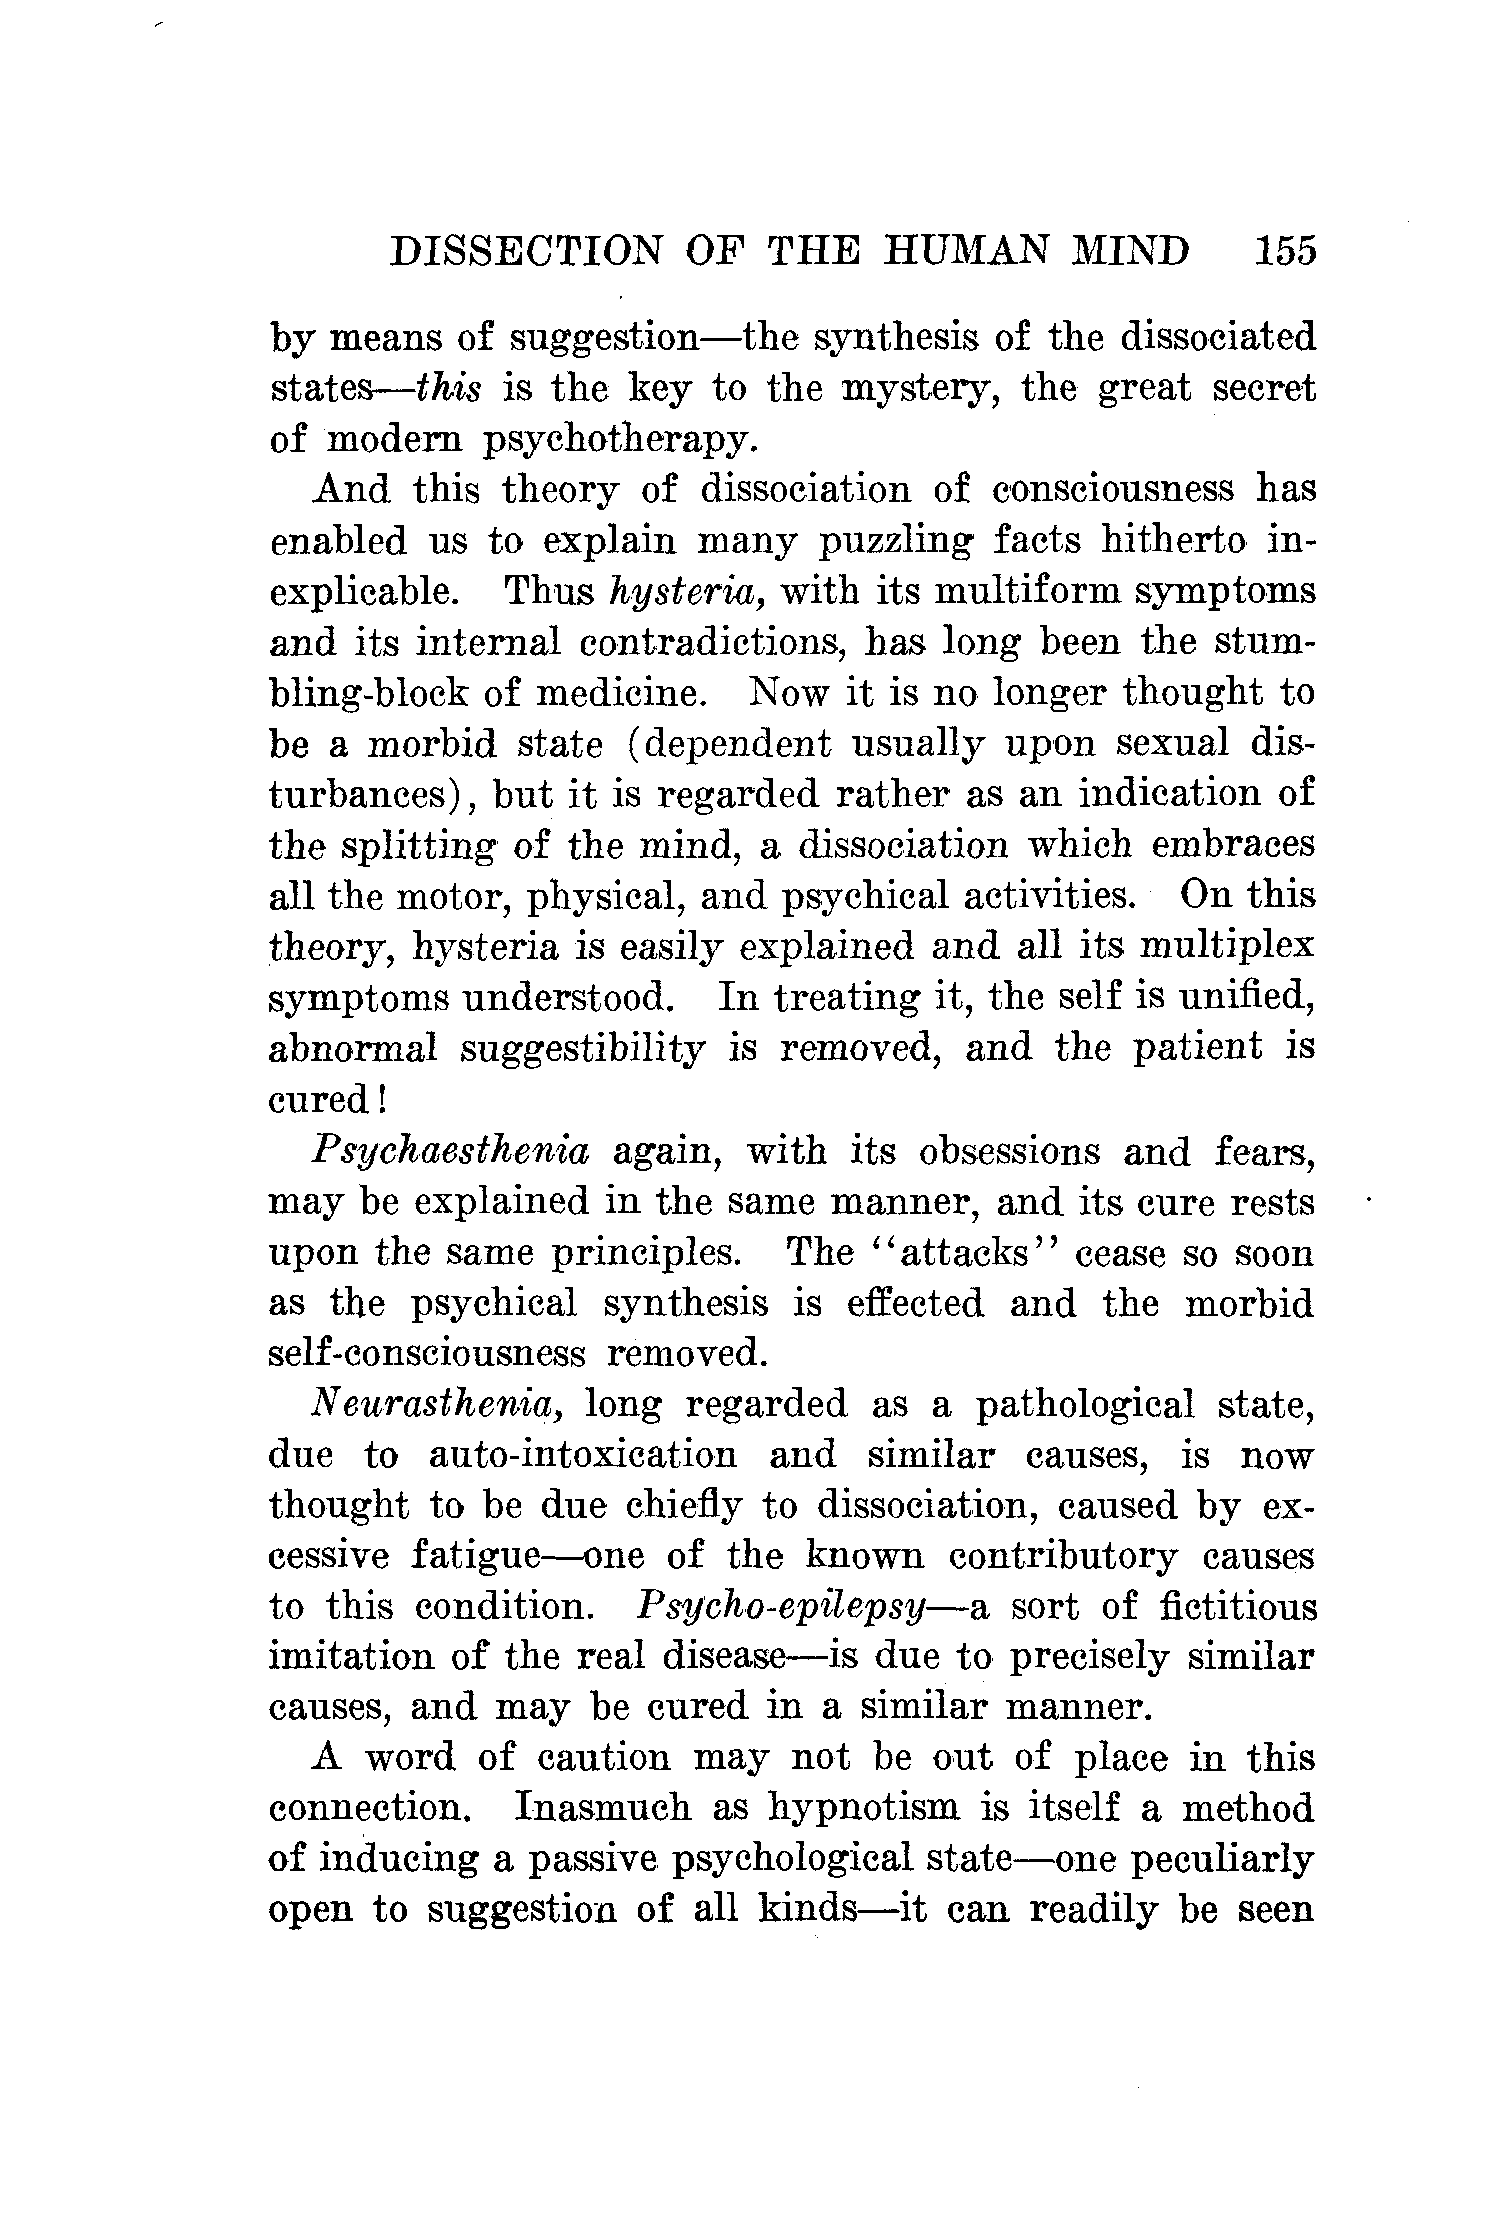 DISSECTION OF THE HUMAN MIND 155
by means of suggestion—the synthesis of the dissociated
states—this is the key to the mystery, the great secret
of modern psychotherapy.
And this theory of dissociation of consciousness has
enabled us to explain many puzzling facts hitherto in-
explicable. Thus hysteria, with its multiform symptoms
and its internal contradictions, has long been the stum-
bling-block of medicine. Now it is no longer thought to
be a morbid state (dependent usually upon sexual dis-
turbances), but it is regarded rather as an indication of
the splitting of the mind, a dissociation which embraces
all the motor, physical, and psychical activities. On this
theory, hysteria is easily explained and all its multiplex
symptoms understood. In treating it, the self is unified,
abnormal suggestibility is removed, and the patient is
cured!
Psychaesthenia again, with its obsessions and fears,
may be explained in the same manner, and its cure rests
upon the same principles. The "attacks" cease so soon
as the psychical synthesis is effected and the morbid
self-consciousness removed.
Neurasthenia, long regarded as a pathological state,
due to auto-intoxication and similar causes, is now
thought to be due chiefly to dissociation, caused by ex-
cessive fatigue—one of the known contributory causes
to this condition. Psycho-epilepsy—a sort of fictitious
imitation of the real disease—is due to precisely similar
causes, and may be cured in a similar manner.
A word of caution may not be out of place in this
connection. Inasmuch as hypnotism is itself a method
of inducing a passive psychological state—one peculiarly
open to suggestion of all kinds—it can readily be seen